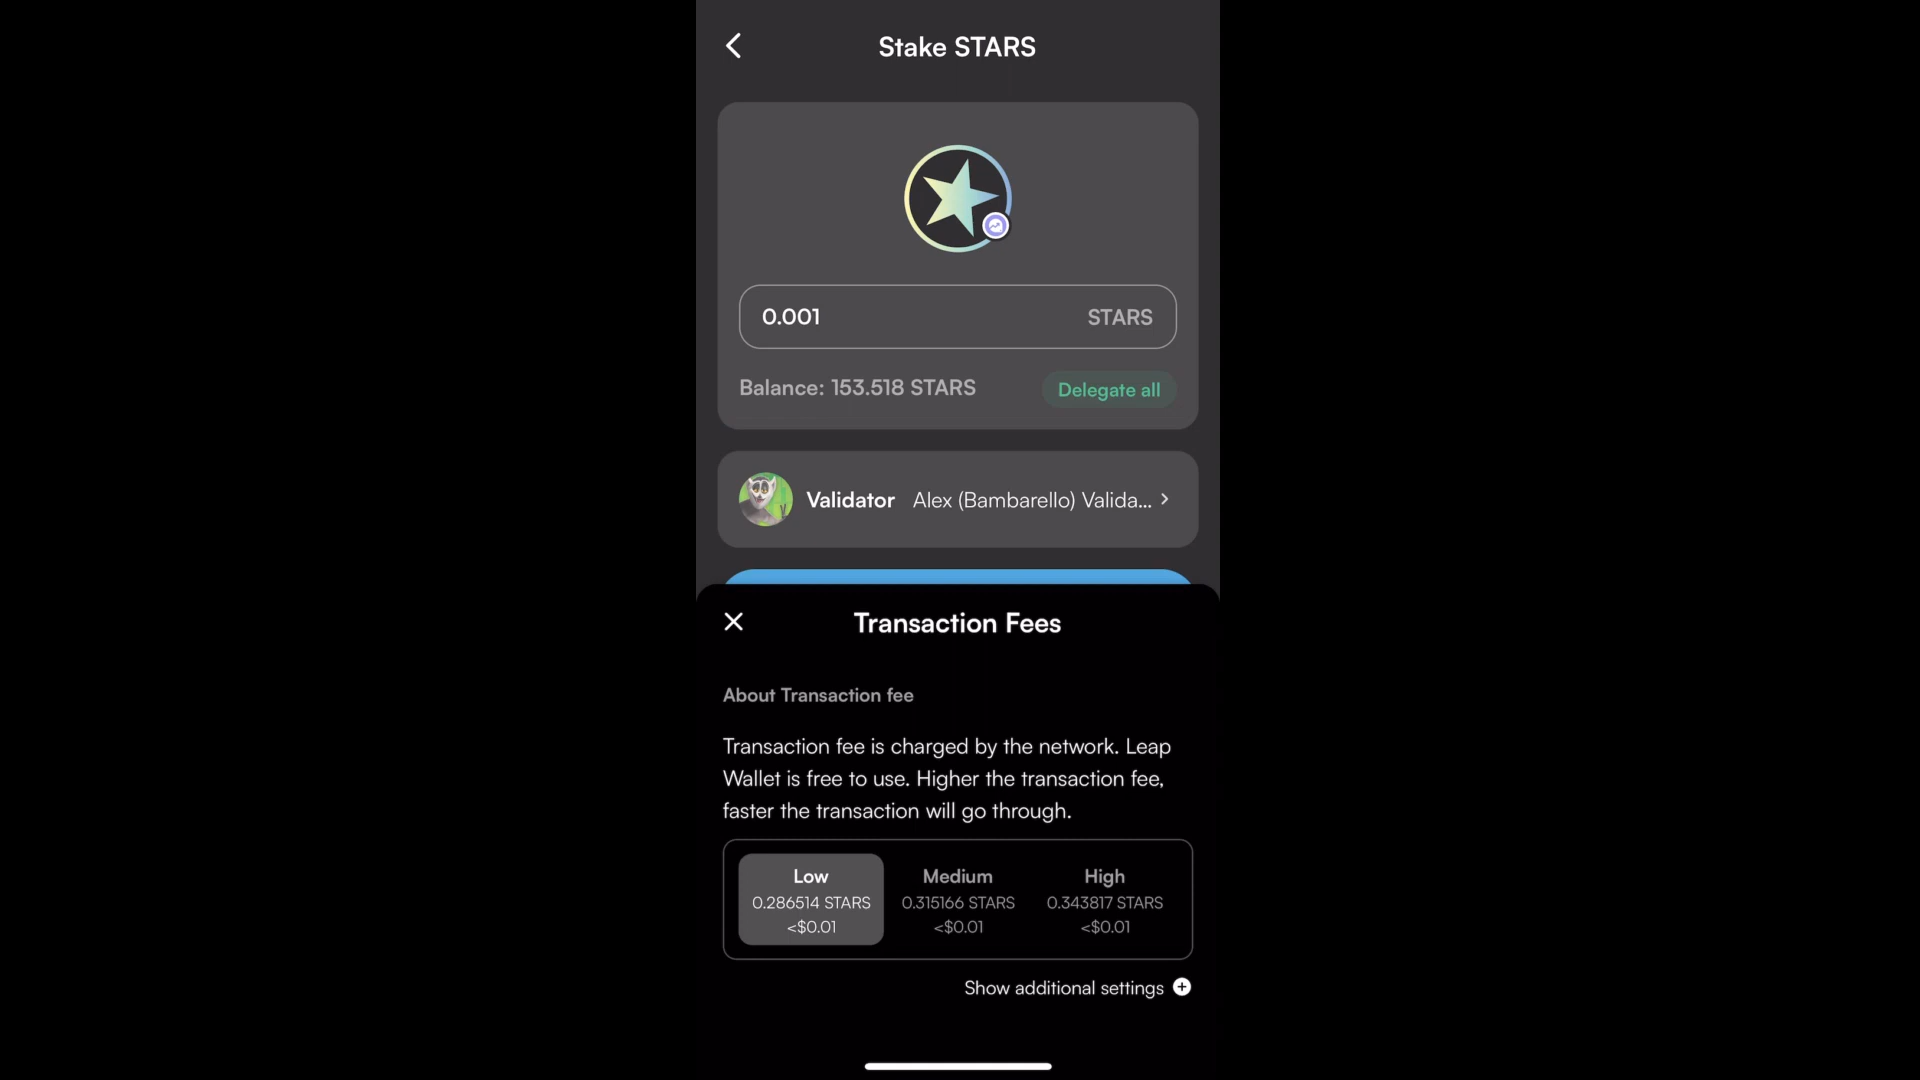 Stake STARS
0.001 STARS
Balance: 153.518 STARS Delegate all
Validator Alex (Bambarello) Valida...
Transaction Fees
About Transaction fee
Transaction fee is charged by the network. Leap
Wallet is free to use. Higher the transaction fee,
faster the transaction will go through.
Low Medium High
0.286514 STARS 0.315166 STARS 0.343817 STARS
<$0.01 <$0.01 <$0.01
Show additional settings